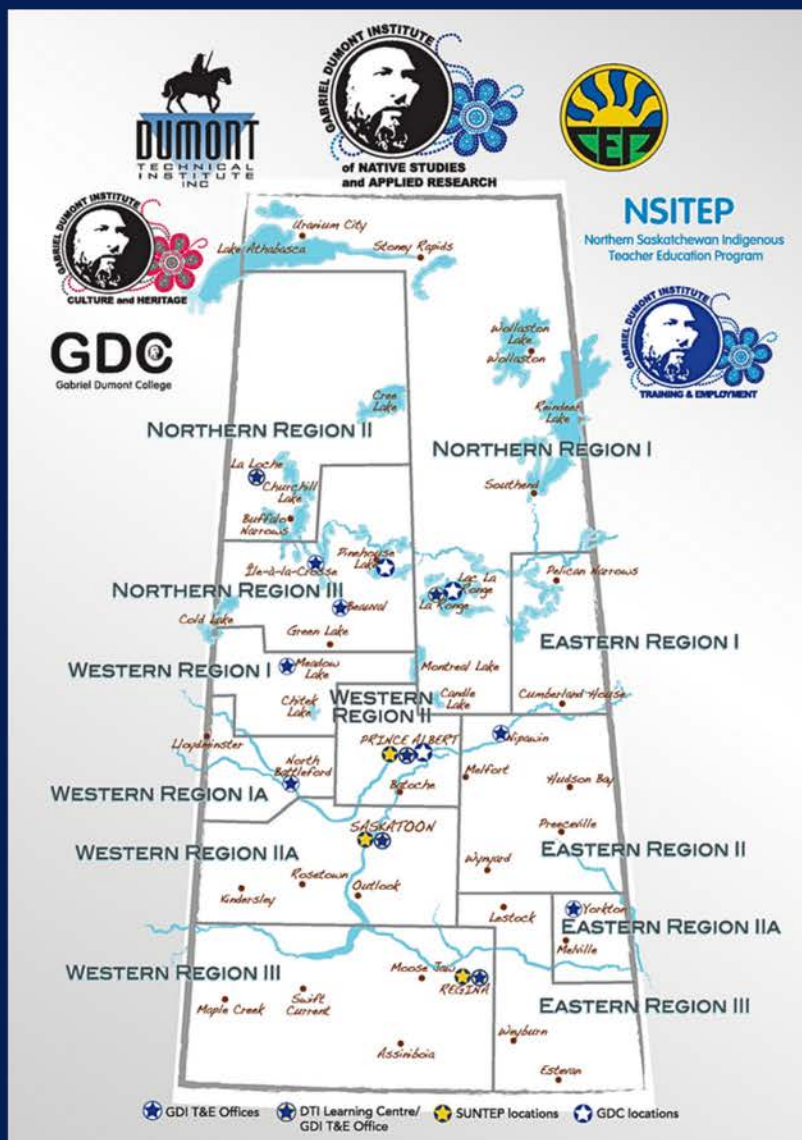 DUMONT
TECHNICAL
INSTITUTE
INC
GABRIEL DUMONT INSTITUTE
of NATIVE STUDIES
and APPLIED RESEARCH
GABRIEL DUMONT INSTITUTE
CULTURE and HERITAGE
NSITEP
Northern Saskatchewan Indigenous
Teacher Education Program
GDC
Gabriel Dumont College
GABRIEL DUMONT INSTITUTE
TRAINING & EMPLOYMENT
Uranium City
Lake Athabasca
Stoney Rapids
Wollaston
Lake
Wollaston
Cree
Lake
Reindeer
Lake
NORTHERN REGION II
NORTHERN REGION I
La Loche
Churchill
Lake
Southend
Buffalo
Narrows
Pinehouse
Lake
Île-à-la-Crosse
Lac La
Ronge
La Ronge
Pelican Narrows
NORTHERN REGION III
Beauval
Cold Lake
Green Lake
EASTERN REGION I
WESTERN REGION I
Meadow
Lake
Montreal Lake
Chitek
Lake
WESTERN
REGION II
Candle
Lake
Cumberland House
Lloydminster
PRINCE ALBERT
Nipawin
North
Battleford
Melfort
Hudson Bay
Batoche
WESTERN REGION IA
SASKATOON
Preeceville
WESTERN REGION IIA
EASTERN REGION II
Wynyard
Rosetown
Outlook
Kindersley
Lestock
Yorkton
EASTERN REGION IIA
Melville
WESTERN REGION III
Moose Jaw
REGINA
Maple Creek
Swift
Current
EASTERN REGION III
Weyburn
Assiniboia
Estevan
GDI T&E Offices
DTI Learning Centre/
GDI T&E Office
SUNTEP locations
GDC locations